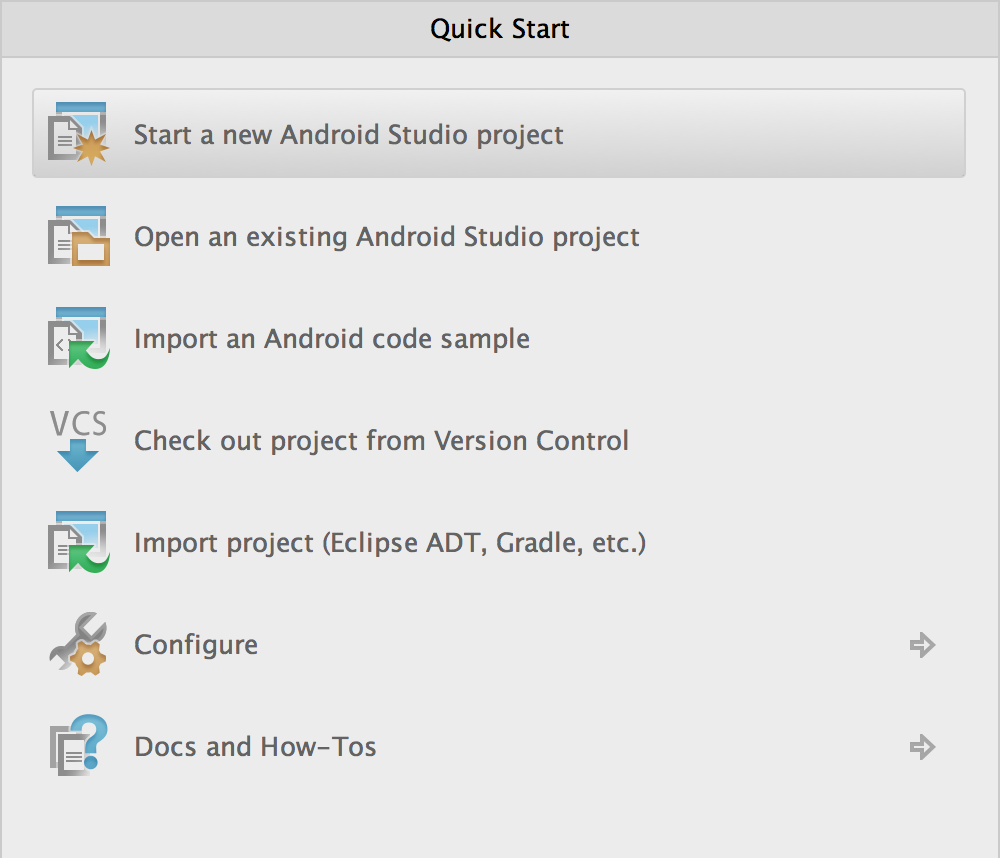 Quick Start
Start a new Android Studio project
Open an existing Android Studio project
Import an Android code sample
VCS
Check out project from Version Control
Import project (Eclipse ADT, Gradle, etc.)
Configure
Docs and How-Tos